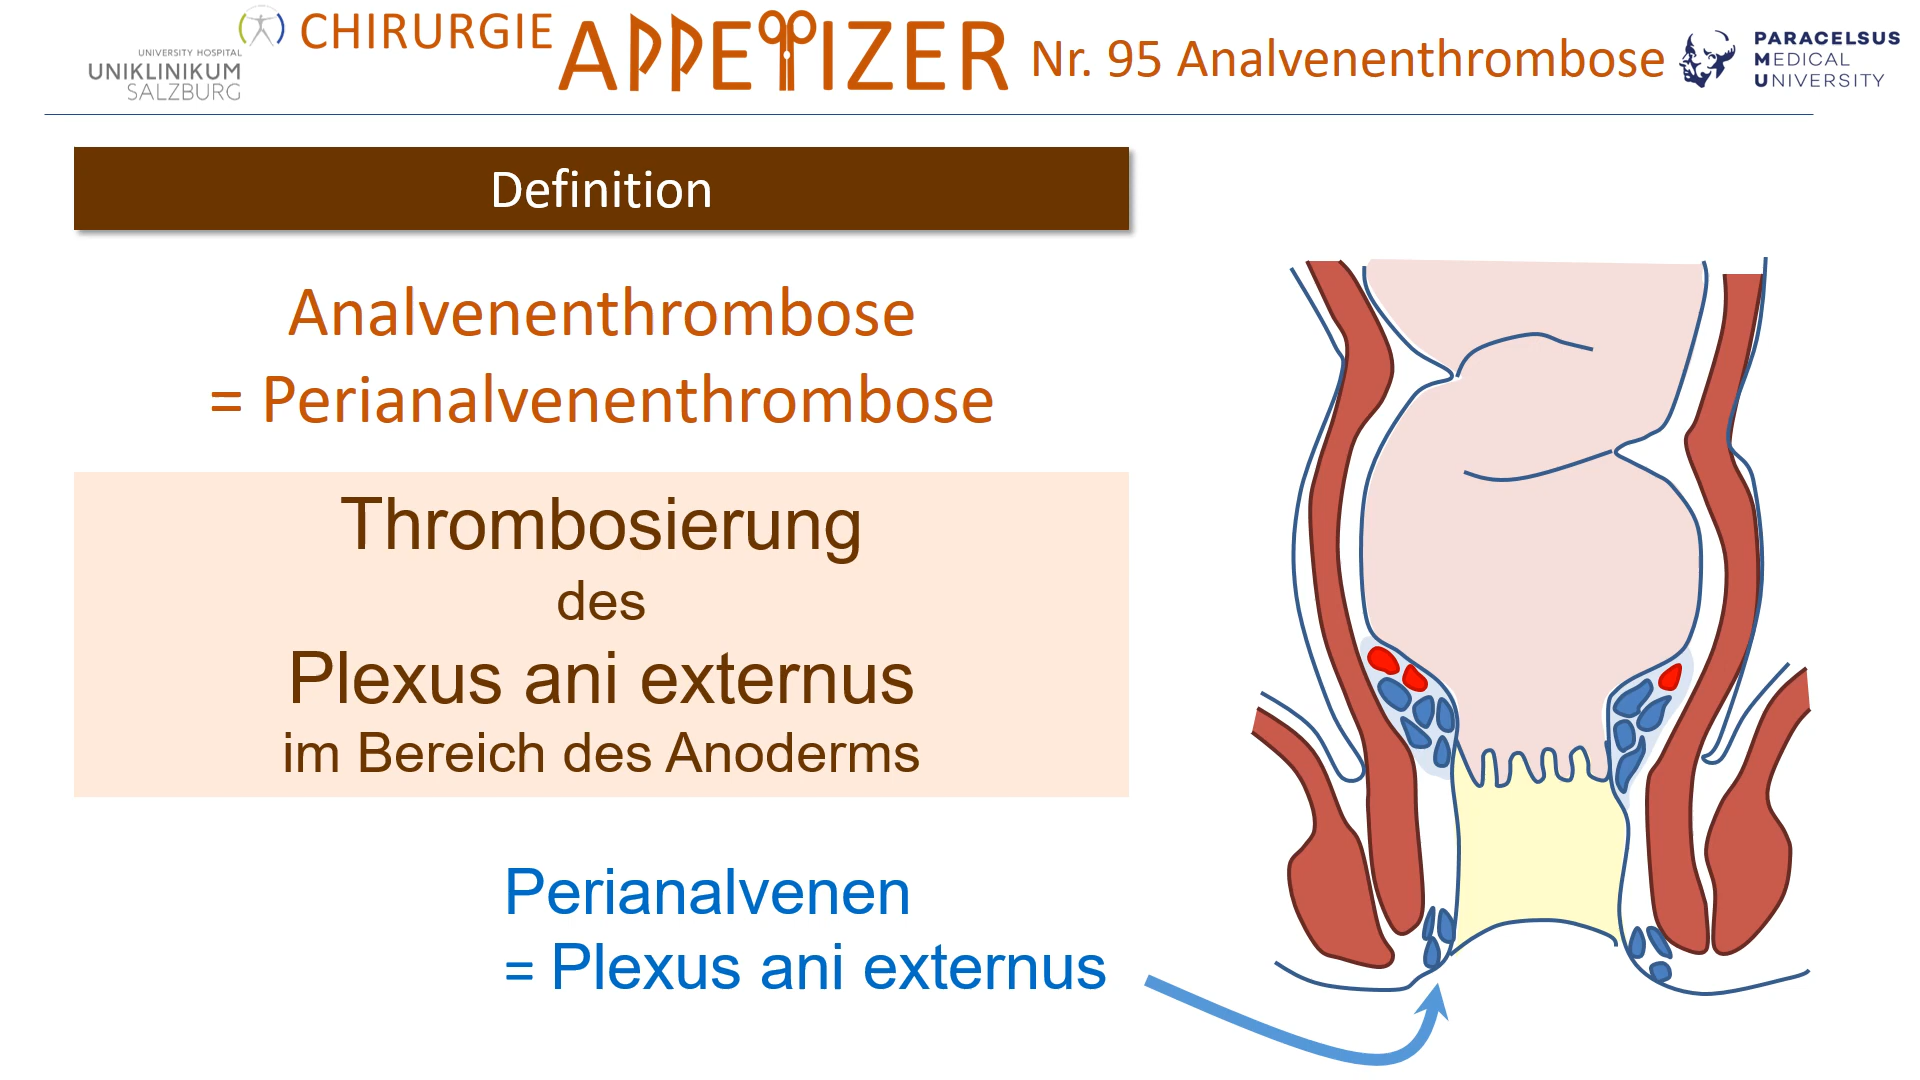 UNIVERSITY HOSPITAL
UNIKLINIKUM
SALZBURG
CHIRURGIE
APPETIZER
Nr. 95 Analvenenthrombose
PARACELSUS
MEDICAL
UNIVERSITY
Definition
Analvenenthrombose
= Perianalvenenthrombose
Thrombosierung
des
Plexus ani externus
im Bereich des Anoderms
Perianalvenen
= Plexus ani externus